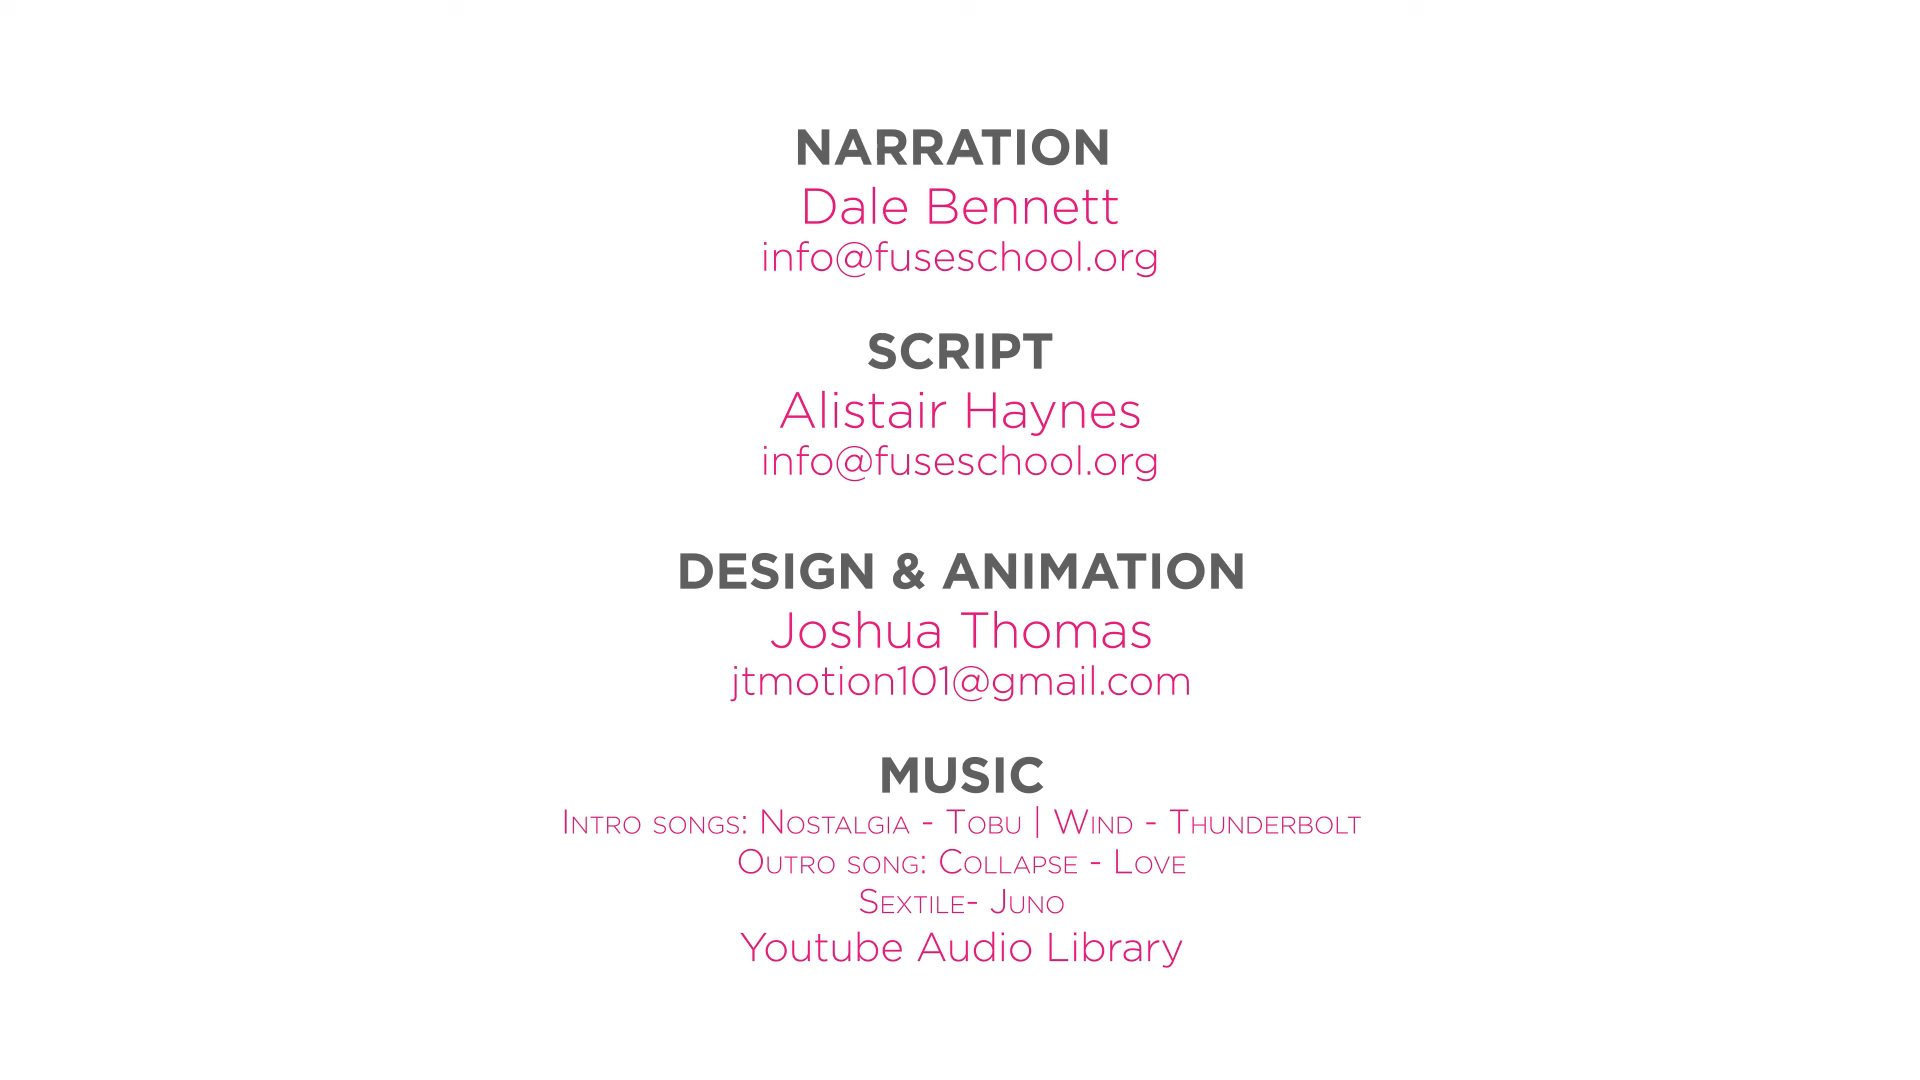 NARRATION
Dale Bennett
info@fuseschool.org
SCRIPT
Alistair Haynes
info@fuseschool.org
DESIGN & ANIMATION
Joshua Thomas
jtmotion101@gmail.com
MUSIC
Intro songs: Nostalgia - Tobu | Wind - Thunderbolt
Outro song: Collapse - Love
Sextile- Juno
Youtube Audio Library